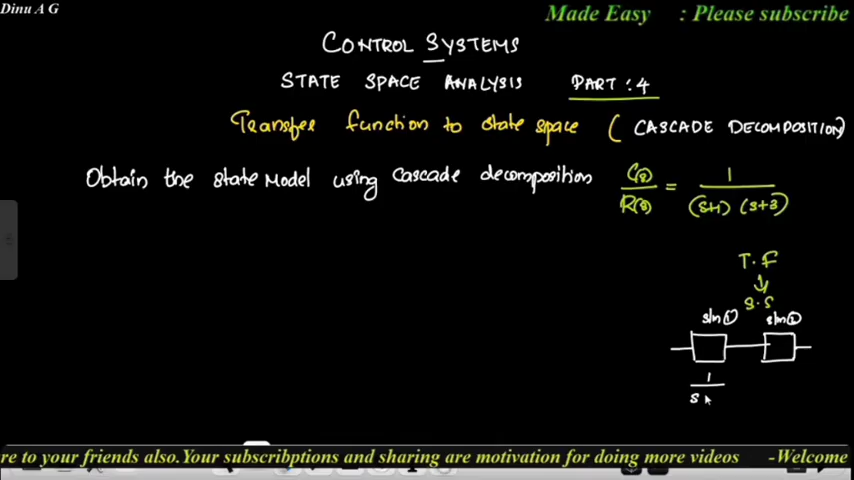 Dinu A G
Made Easy : Please subscribe
CONTROL SYSTEMS
STATE SPACE ANALYSIS PART : 4
Transfer function to state space ( CASCADE DECOMPOSITION)
Obtain the state Model using Cascade decomposition C(s)/R(s) = 1/(s+1) (s+3)
T.F
↓
S.S
s/m① s/m②
1
s
re to your friends also.Your subscribptions and sharing are motivation for doing more videos -Welcome